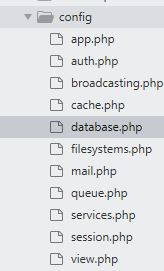 config
app.php
auth.php
broadcasting.php
cache.php
database.php
filesystems.php
mail.php
queue.php
services.php
session.php
view.php